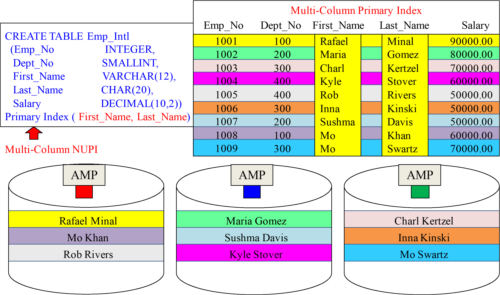 Multi-Column Primary Index
Emp_No Dept_No First_Name Last_Name Salary
1001 100 Rafael Minal 90000.00
1002 200 Maria Gomez 80000.00
1003 300 Charl Kertzel 70000.00
1004 400 Kyle Stover 60000.00
1005 400 Rob Rivers 50000.00
1006 300 Inna Kinski 50000.00
1007 200 Sushma Davis 50000.00
1008 100 Mo Khan 60000.00
1009 300 Mo Swartz 70000.00
CREATE TABLE Emp_Intl
(Emp_No INTEGER,
Dept_No SMALLINT,
First_Name VARCHAR(12),
Last_Name CHAR(20),
Salary DECIMAL(10,2))
Primary Index ( First_Name, Last_Name)
Multi-Column NUPI
AMP
Rafael Minal
Mo Khan
Rob Rivers
AMP
Maria Gomez
Sushma Davis
Kyle Stover
AMP
Charl Kertzel
Inna Kinski
Mo Swartz